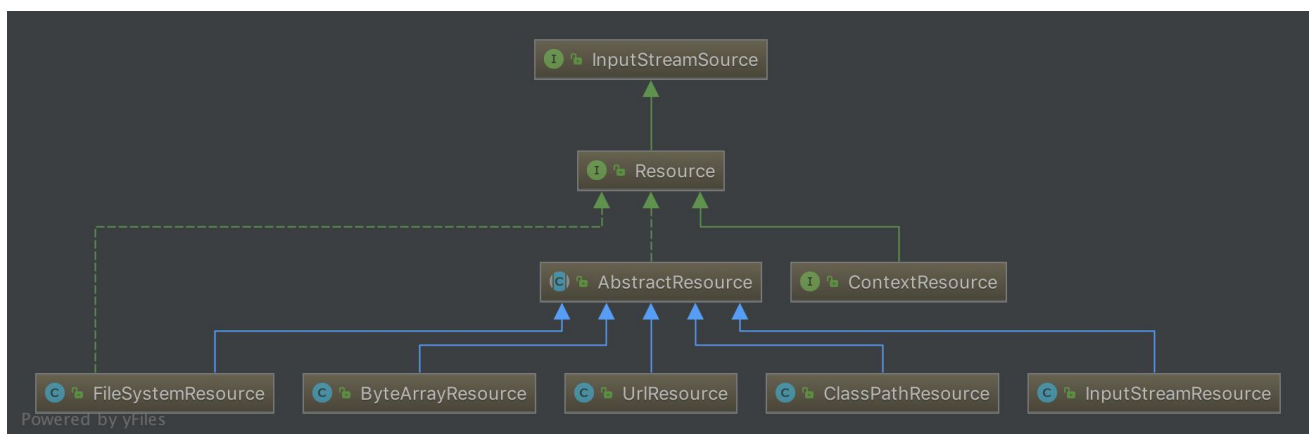 I InputStreamSource
I Resource
C AbstractResource
I ContextResource
C FileSystemResource
C ByteArrayResource
C UrlResource
C ClassPathResource
C InputStreamResource
Powered by yFiles